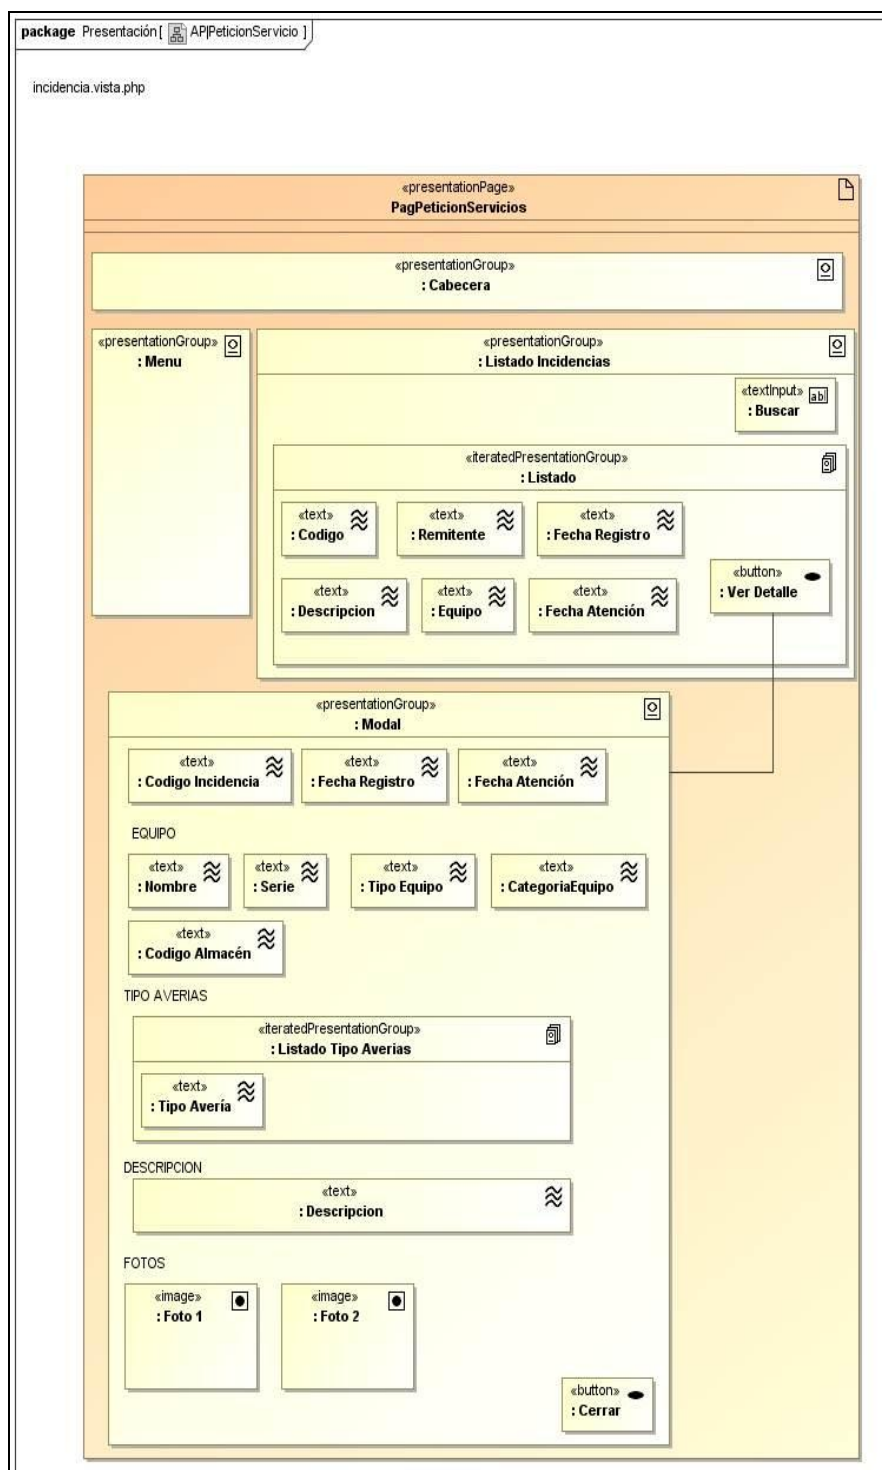 package Presentación[ AP|PeticionServicio ]
incidencia.vista.php
«presentationPage»
PagPeticionServicios
«presentationGroup»
: Cabecera
«presentationGroup»
: Menu
«presentationGroup»
: Listado Incidencias
«textInput» ab|
: Buscar
«iteratedPresentationGroup»
: Listado
«text»
: Codigo
«text»
: Remitente
«text»
: Fecha Registro
«text»
: Descripcion
«text»
: Equipo
«text»
: Fecha Atención
«button»
: Ver Detalle
«presentationGroup»
: Modal
«text»
: Codigo Incidencia
«text»
: Fecha Registro
«text»
: Fecha Atención
EQUIPO
«text»
: Nombre
«text»
: Serie
«text»
: Tipo Equipo
«text»
: CategoriaEquipo
«text»
: Codigo Almacén
TIPO AVERIAS
«iteratedPresentationGroup»
: Listado Tipo Averias
«text»
: Tipo Avería
DESCRIPCION
«text»
: Descripcion
FOTOS
«image»
: Foto 1
«image»
: Foto 2
«button»
: Cerrar